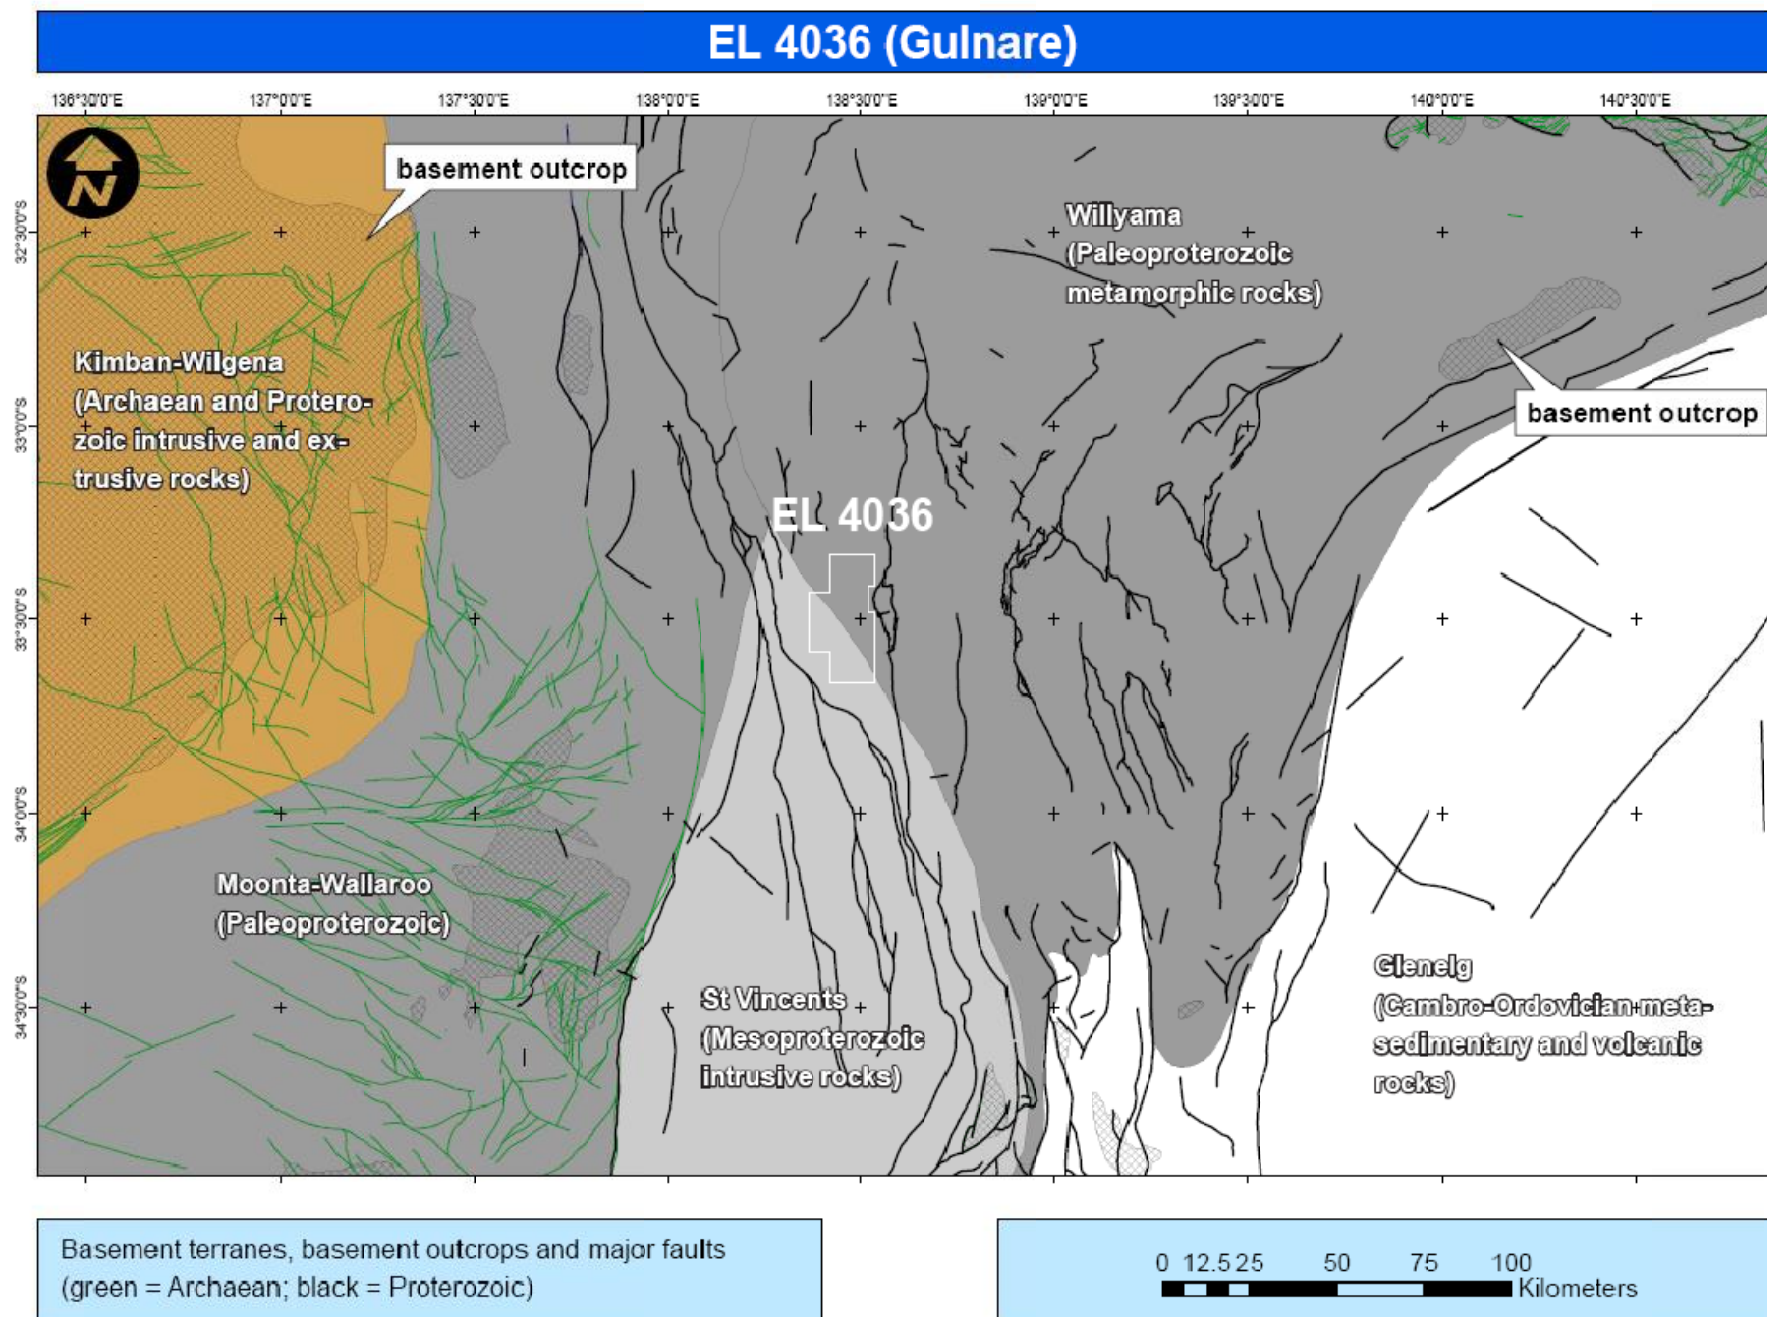 EL 4036 (Gulnare)
136°30'0"E 137°0'0"E 137°30'0"E 138°0'0"E 138°30'0"E 139°0'0"E 139°30'0"E 140°0'0"E 140°30'0"E
N
basement outcrop
32°30'0"S
Willyama
(Paleoproterozoic
metamorphic rocks)
Kimban-Wilgena
(Archaean and Protero-
zoic intrusive and ex-
trusive rocks)
basement outcrop
33°0'0"S
EL 4036
33°30'0"S
34°0'0"S
Moonta-Wallaroo
(Paleoproterozoic)
Glenelg
(Cambro-Ordovician meta-
sedimentary and volcanic
rocks)
34°30'0"S
St Vincents
(Mesoproterozoic
intrusive rocks)
Basement terranes, basement outcrops and major faults
(green = Archaean; black = Proterozoic)
0 12.5 25 50 75 100
Kilometers